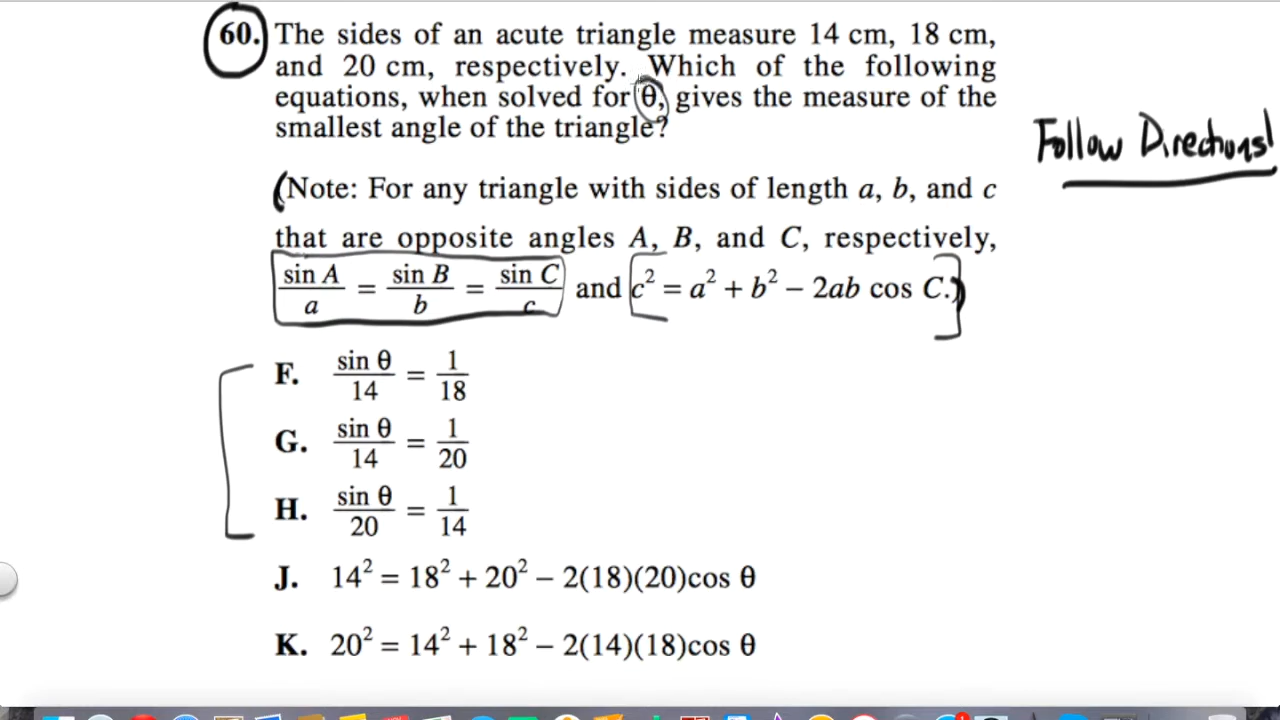 60. The sides of an acute triangle measure 14 cm, 18 cm,
and 20 cm, respectively. Which of the following
equations, when solved for θ, gives the measure of the
smallest angle of the triangle?
Follow Directions!
(Note: For any triangle with sides of length a, b, and c
that are opposite angles A, B, and C, respectively,
sin A / a = sin B / b = sin C / c and c² = a² + b² – 2ab cos C.)
F. sin θ / 14 = 1 / 18
G. sin θ / 14 = 1 / 20
H. sin θ / 20 = 1 / 14
J. 14² = 18² + 20² – 2(18)(20)cos θ
K. 20² = 14² + 18² – 2(14)(18)cos θ